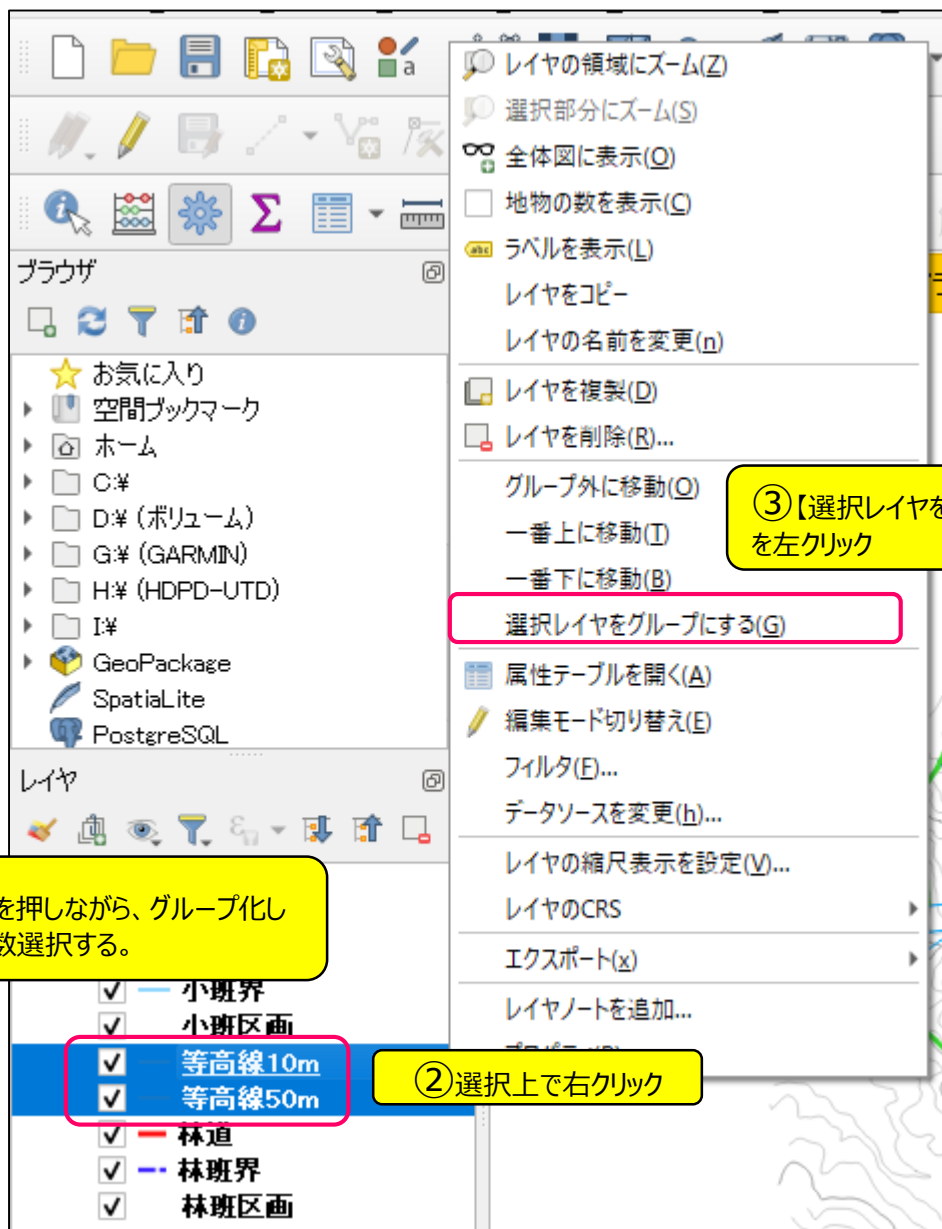 a
レイヤの領域にズーム(Z)
選択部分にズーム(S)
全体図に表示(O)
地物の数を表示(C)
abc ラベルを表示(L)
レイヤをコピー
レイヤの名前を変更(n)
レイヤを複製(D)
レイヤを削除(R)...
グループ外に移動(O)
一番上に移動(T)
一番下に移動(B)
選択レイヤをグループにする(G)
属性テーブルを開く(A)
編集モード切り替え(E)
フィルタ(F)...
データソースを変更(h)...
レイヤの縮尺表示を設定(V)...
レイヤのCRS
エクスポート(x)
レイヤノートを追加...
③【選択レイヤを
を左クリック
ブラウザ
お気に入り
空間ブックマーク
ホーム
C:¥
D:¥ (ボリューム)
G:¥ (GARMIN)
H:¥ (HDPD-UTD)
I:¥
GeoPackage
SpatiaLite
PostgreSQL
レイヤ
を押しながら、グループ化し
数選択する。
小班界
小班区画
等高線10m
等高線50m
林道
林班界
林班区画
②選択上で右クリック